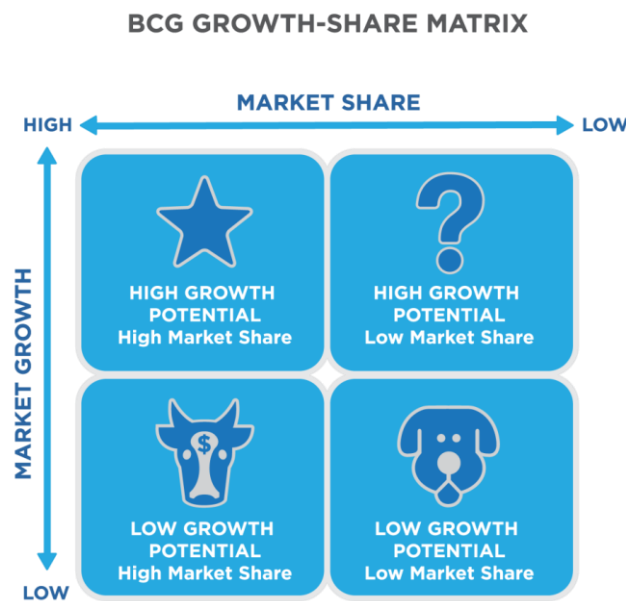 BCG GROWTH-SHARE MATRIX
MARKET SHARE
HIGH
LOW
MARKET GROWTH
HIGH GROWTH
POTENTIAL
High Market Share
HIGH GROWTH
POTENTIAL
Low Market Share
$
LOW GROWTH
POTENTIAL
High Market Share
LOW GROWTH
POTENTIAL
Low Market Share
LOW